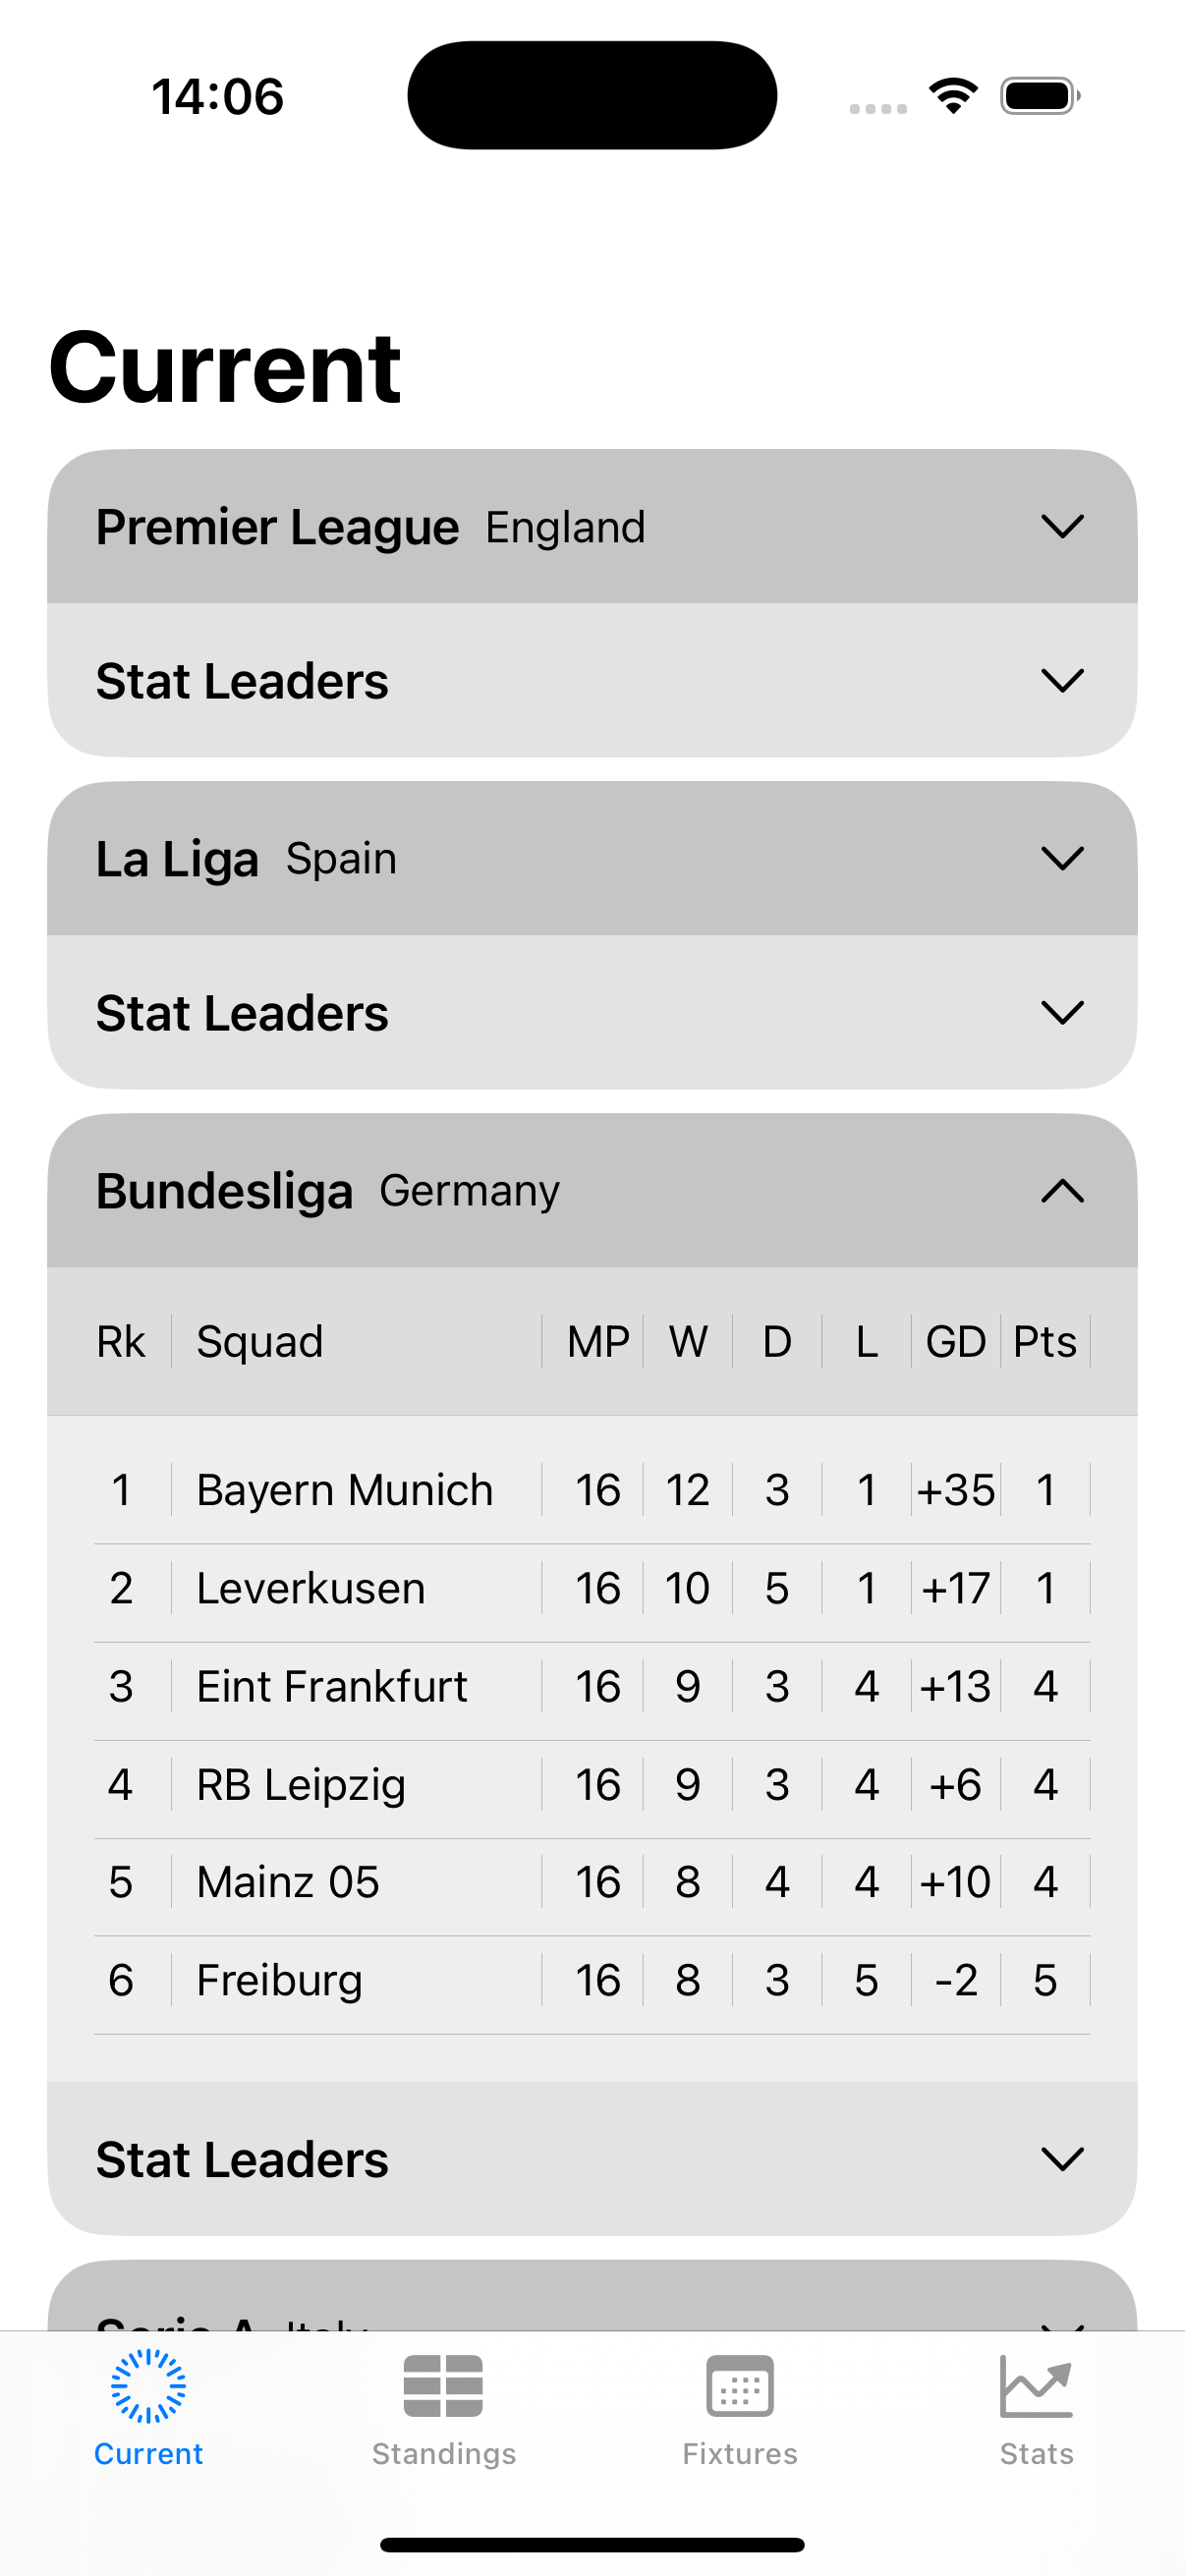 14:06
Current
Premier League England
Stat Leaders
La Liga Spain
Stat Leaders
Bundesliga Germany
Rk Squad MP W D L GD Pts
1 Bayern Munich 16 12 3 1 +35 1
2 Leverkusen 16 10 5 1 +17 1
3 Eint Frankfurt 16 9 3 4 +13 4
4 RB Leipzig 16 9 3 4 +6 4
5 Mainz 05 16 8 4 4 +10 4
6 Freiburg 16 8 3 5 -2 5
Stat Leaders
Serie A Italy
Current Standings Fixtures Stats